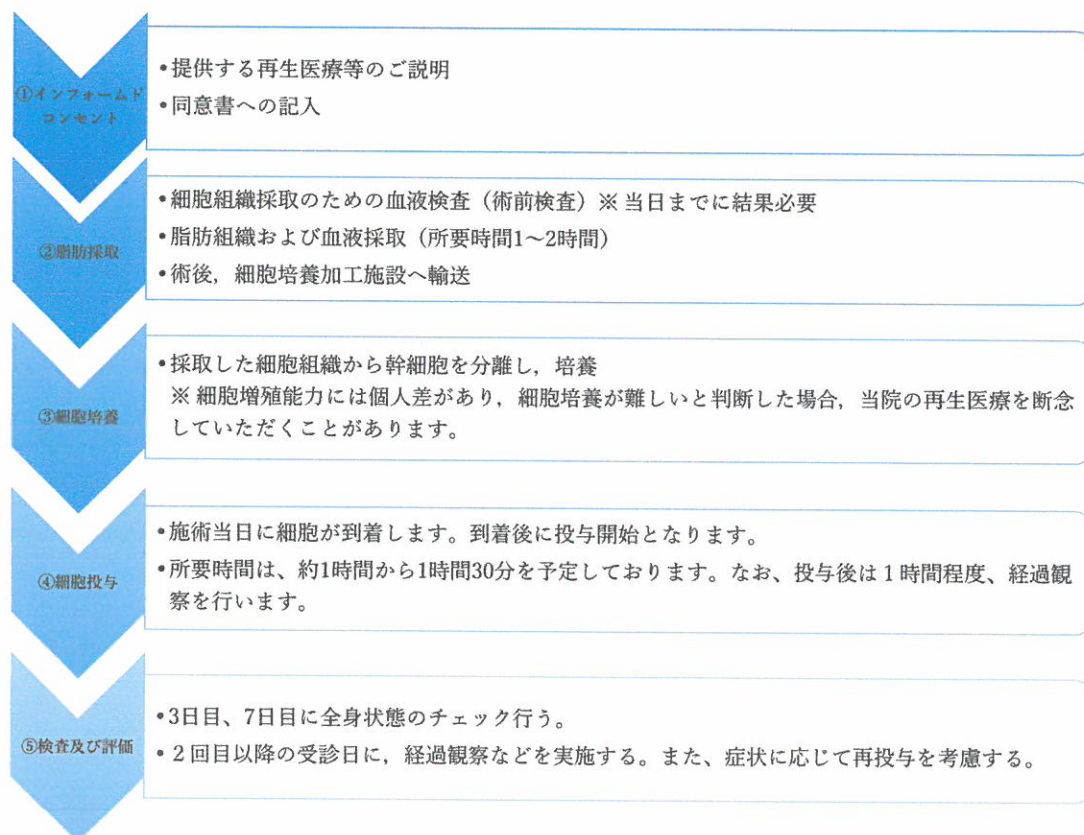 ①インフォームド
コンセント
•提供する再生医療等のご説明
•同意書への記入
②脂肪採取
•細胞組織採取のための血液検査（術前検査）※ 当日までに結果必要
•脂肪組織および血液採取（所要時間1～2時間）
•術後，細胞培養加工施設へ輸送
③細胞培養
•採取した細胞組織から幹細胞を分離し，培養
※ 細胞増殖能力には個人差があり，細胞培養が難しいと判断した場合，当院の再生医療を断念
していただくことがあります。
④細胞投与
•施術当日に細胞が到着します。到着後に投与開始となります。
•所要時間は、約1時間から1時間30分を予定しております。なお、投与後は１時間程度、経過観
察を行います。
⑤検査及び評価
•3日目、7日目に全身状態のチェック行う。
•２回目以降の受診日に，経過観察などを実施する。また、症状に応じて再投与を考慮する。